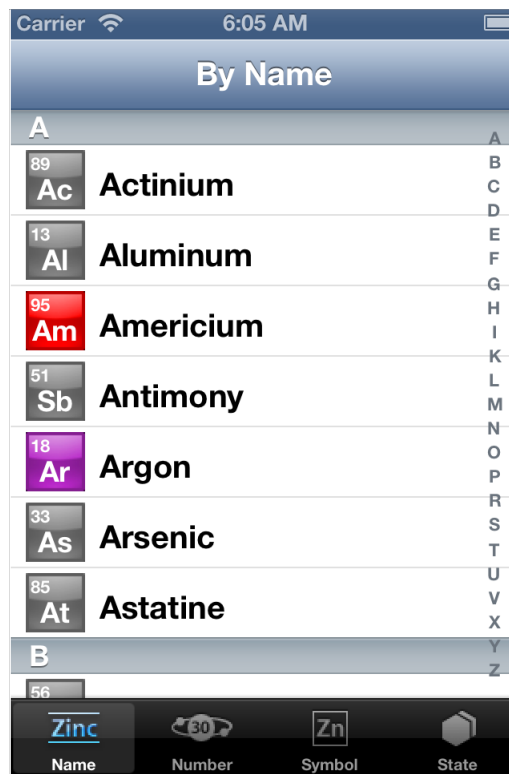 Carrier 6:05 AM
By Name
A
89
Ac Actinium
13
Al Aluminum
95
Am Americium
51
Sb Antimony
18
Ar Argon
33
As Arsenic
85
At Astatine
B
56
A
B
C
D
E
F
G
H
I
K
L
M
N
O
P
R
S
T
U
V
X
Y
Z
Zinc 30 Zn
Name Number Symbol State